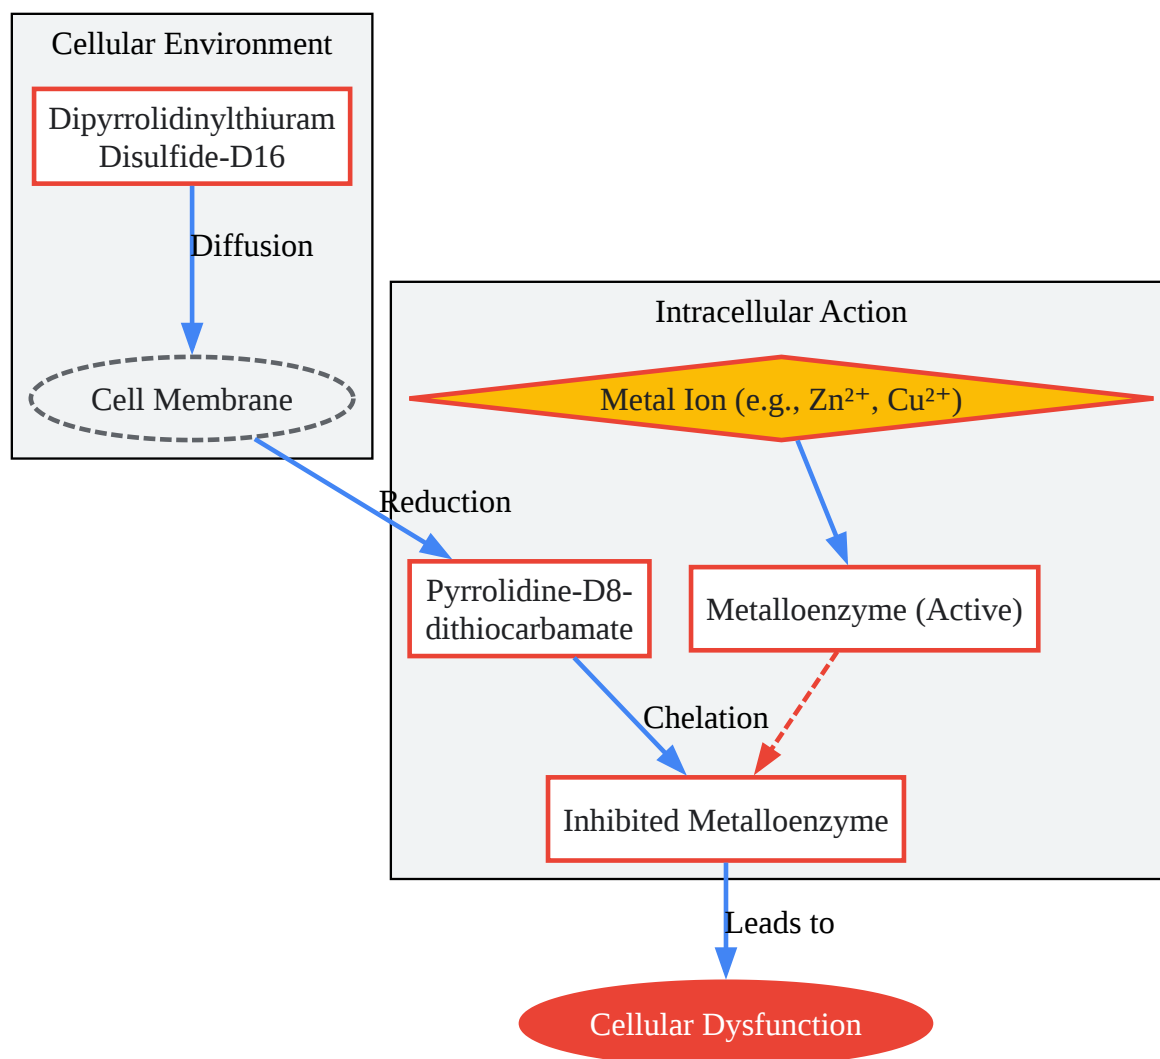 Cellular Environment
Dipyrrolidinylthiuram
Disulfide-D16
Diffusion
Cell Membrane
Intracellular Action
Metal Ion (e.g., Zn²⁺, Cu²⁺)
Reduction
Pyrrolidine-D8-
dithiocarbamate
Metalloenzyme (Active)
Chelation
Inhibited Metalloenzyme
Leads to
Cellular Dysfunction